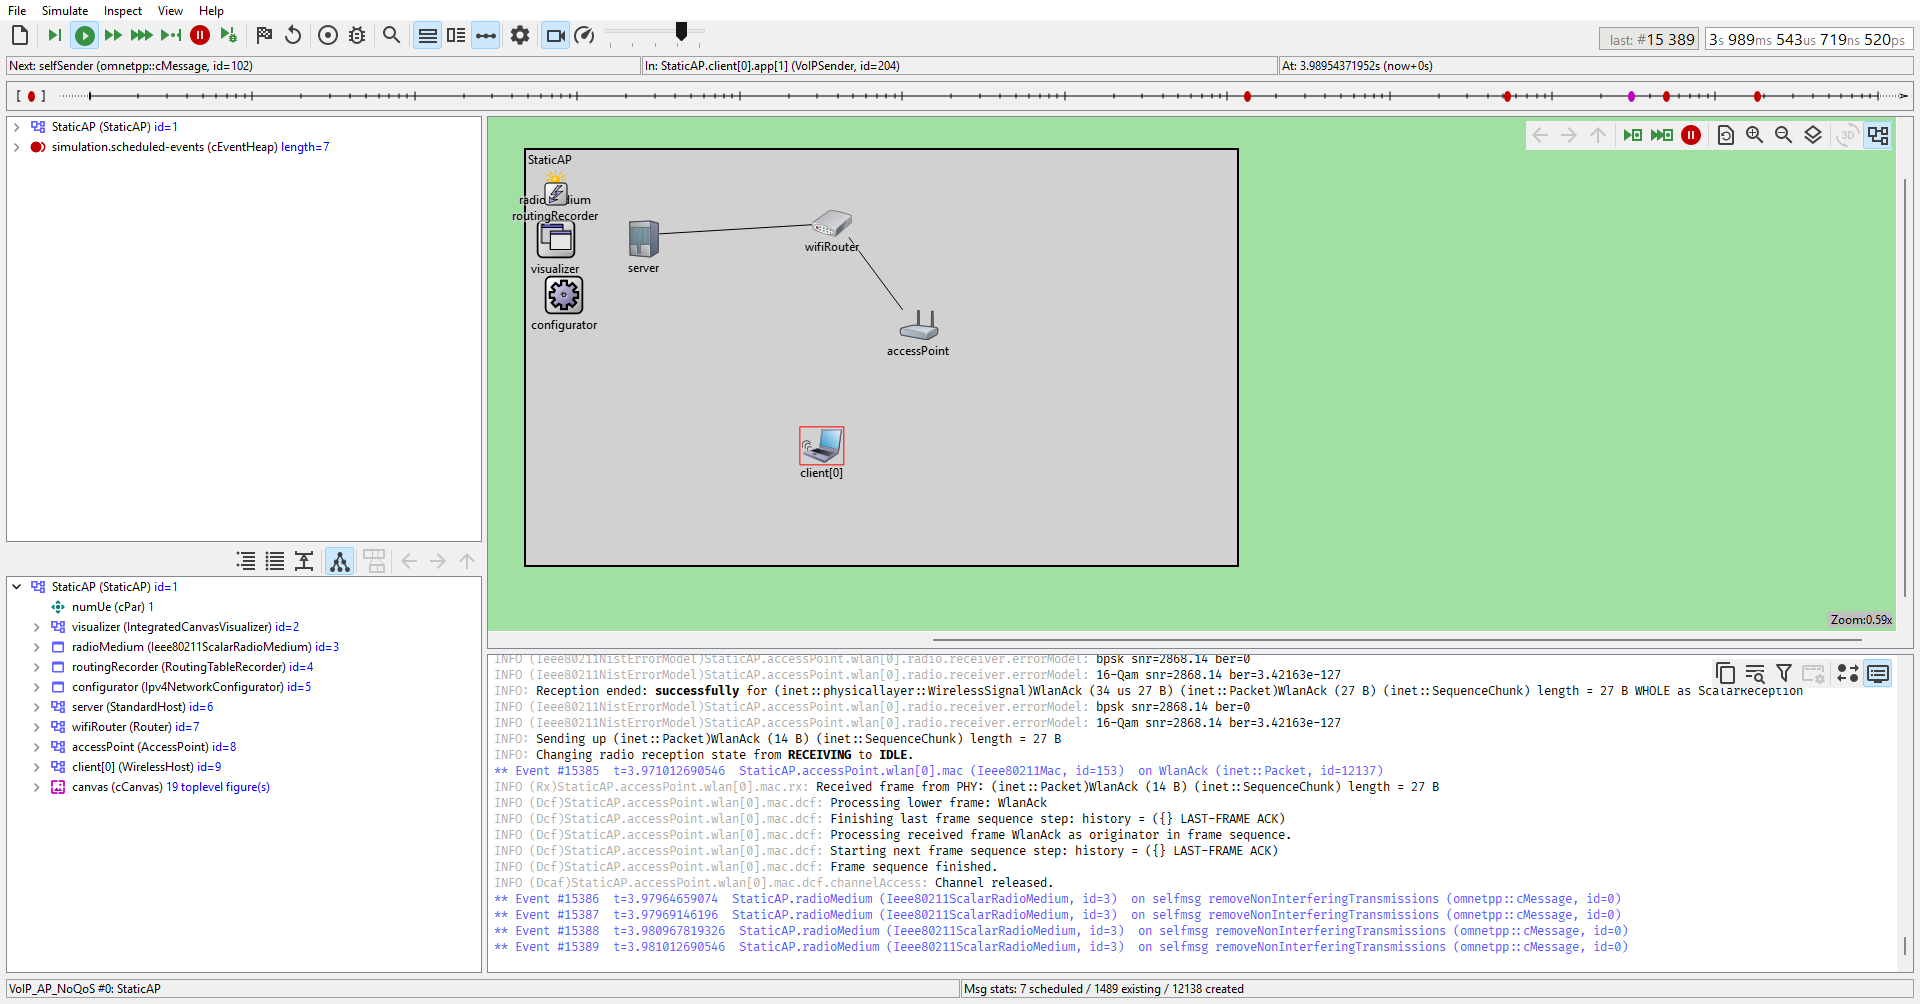 File Simulate Inspect View Help
last: #15 389
3s 989ms 543us 719ns 520ps
Next: selfSender (omnetpp::cMessage, id=102)
In: StaticAP.client[0].app[1] (VoIPSender, id=204)
At: 3.98954371952s (now+0s)
StaticAP (StaticAP) id=1
simulation.scheduled-events (cEventHeap) length=7
3D
StaticAP
routingRecorder
visualizer
configurator
server
wifiRouter
accessPoint
client[0]
Zoom:0.59x
StaticAP (StaticAP) id=1
numUe (cPar) 1
visualizer (IntegratedCanvasVisualizer) id=2
radioMedium (Ieee80211ScalarRadioMedium) id=3
routingRecorder (RoutingTableRecorder) id=4
configurator (Ipv4NetworkConfigurator) id=5
server (StandardHost) id=6
wifiRouter (Router) id=7
accessPoint (AccessPoint) id=8
client[0] (WirelessHost) id=9
canvas (cCanvas) 19 toplevel figure(s)
INFO (Ieee80211NistErrorModel)StaticAP.accessPoint.wlan[0].radio.receiver.errorModel: bpsk snr=2868.14 ber=0
INFO (Ieee80211NistErrorModel)StaticAP.accessPoint.wlan[0].radio.receiver.errorModel: 16-Qam snr=2868.14 ber=3.42163e-127
INFO: Reception ended: successfully for (inet::physicallayer::WirelessSignal)WlanAck (34 us 27 B) (inet::Packet)WlanAck (27 B) (inet::SequenceChunk) length = 27 B WHOLE as ScalarReception
INFO (Ieee80211NistErrorModel)StaticAP.accessPoint.wlan[0].radio.receiver.errorModel: bpsk snr=2868.14 ber=0
INFO (Ieee80211NistErrorModel)StaticAP.accessPoint.wlan[0].radio.receiver.errorModel: 16-Qam snr=2868.14 ber=3.42163e-127
INFO: Sending up (inet::Packet)WlanAck (14 B) (inet::SequenceChunk) length = 27 B
INFO: Changing radio reception state from RECEIVING to IDLE.
** Event #15385 t=3.971012690546 StaticAP.accessPoint.wlan[0].mac (Ieee80211Mac, id=153) on WlanAck (inet::Packet, id=12137)
INFO (Rx)StaticAP.accessPoint.wlan[0].mac.rx: Received frame from PHY: (inet::Packet)WlanAck (14 B) (inet::SequenceChunk) length = 27 B
INFO (Dcf)StaticAP.accessPoint.wlan[0].mac.dcf: Processing lower frame: WlanAck
INFO (Dcf)StaticAP.accessPoint.wlan[0].mac.dcf: Finishing last frame sequence step: history = ({} LAST-FRAME ACK)
INFO (Dcf)StaticAP.accessPoint.wlan[0].mac.dcf: Processing received frame WlanAck as originator in frame sequence.
INFO (Dcf)StaticAP.accessPoint.wlan[0].mac.dcf: Starting next frame sequence step: history = ({} LAST-FRAME ACK)
INFO (Dcf)StaticAP.accessPoint.wlan[0].mac.dcf: Frame sequence finished.
INFO (Dcaf)StaticAP.accessPoint.wlan[0].mac.dcf.channelAccess: Channel released.
** Event #15386 t=3.97964659074 StaticAP.radioMedium (Ieee80211ScalarRadioMedium, id=3) on selfmsg removeNonInterferingTransmissions (omnetpp::cMessage, id=0)
** Event #15387 t=3.97969146196 StaticAP.radioMedium (Ieee80211ScalarRadioMedium, id=3) on selfmsg removeNonInterferingTransmissions (omnetpp::cMessage, id=0)
** Event #15388 t=3.980967819326 StaticAP.radioMedium (Ieee80211ScalarRadioMedium, id=3) on selfmsg removeNonInterferingTransmissions (omnetpp::cMessage, id=0)
** Event #15389 t=3.981012690546 StaticAP.radioMedium (Ieee80211ScalarRadioMedium, id=3) on selfmsg removeNonInterferingTransmissions (omnetpp::cMessage, id=0)
VoIP_AP_NoQoS #0: StaticAP
Msg stats: 7 scheduled / 1489 existing / 12138 created